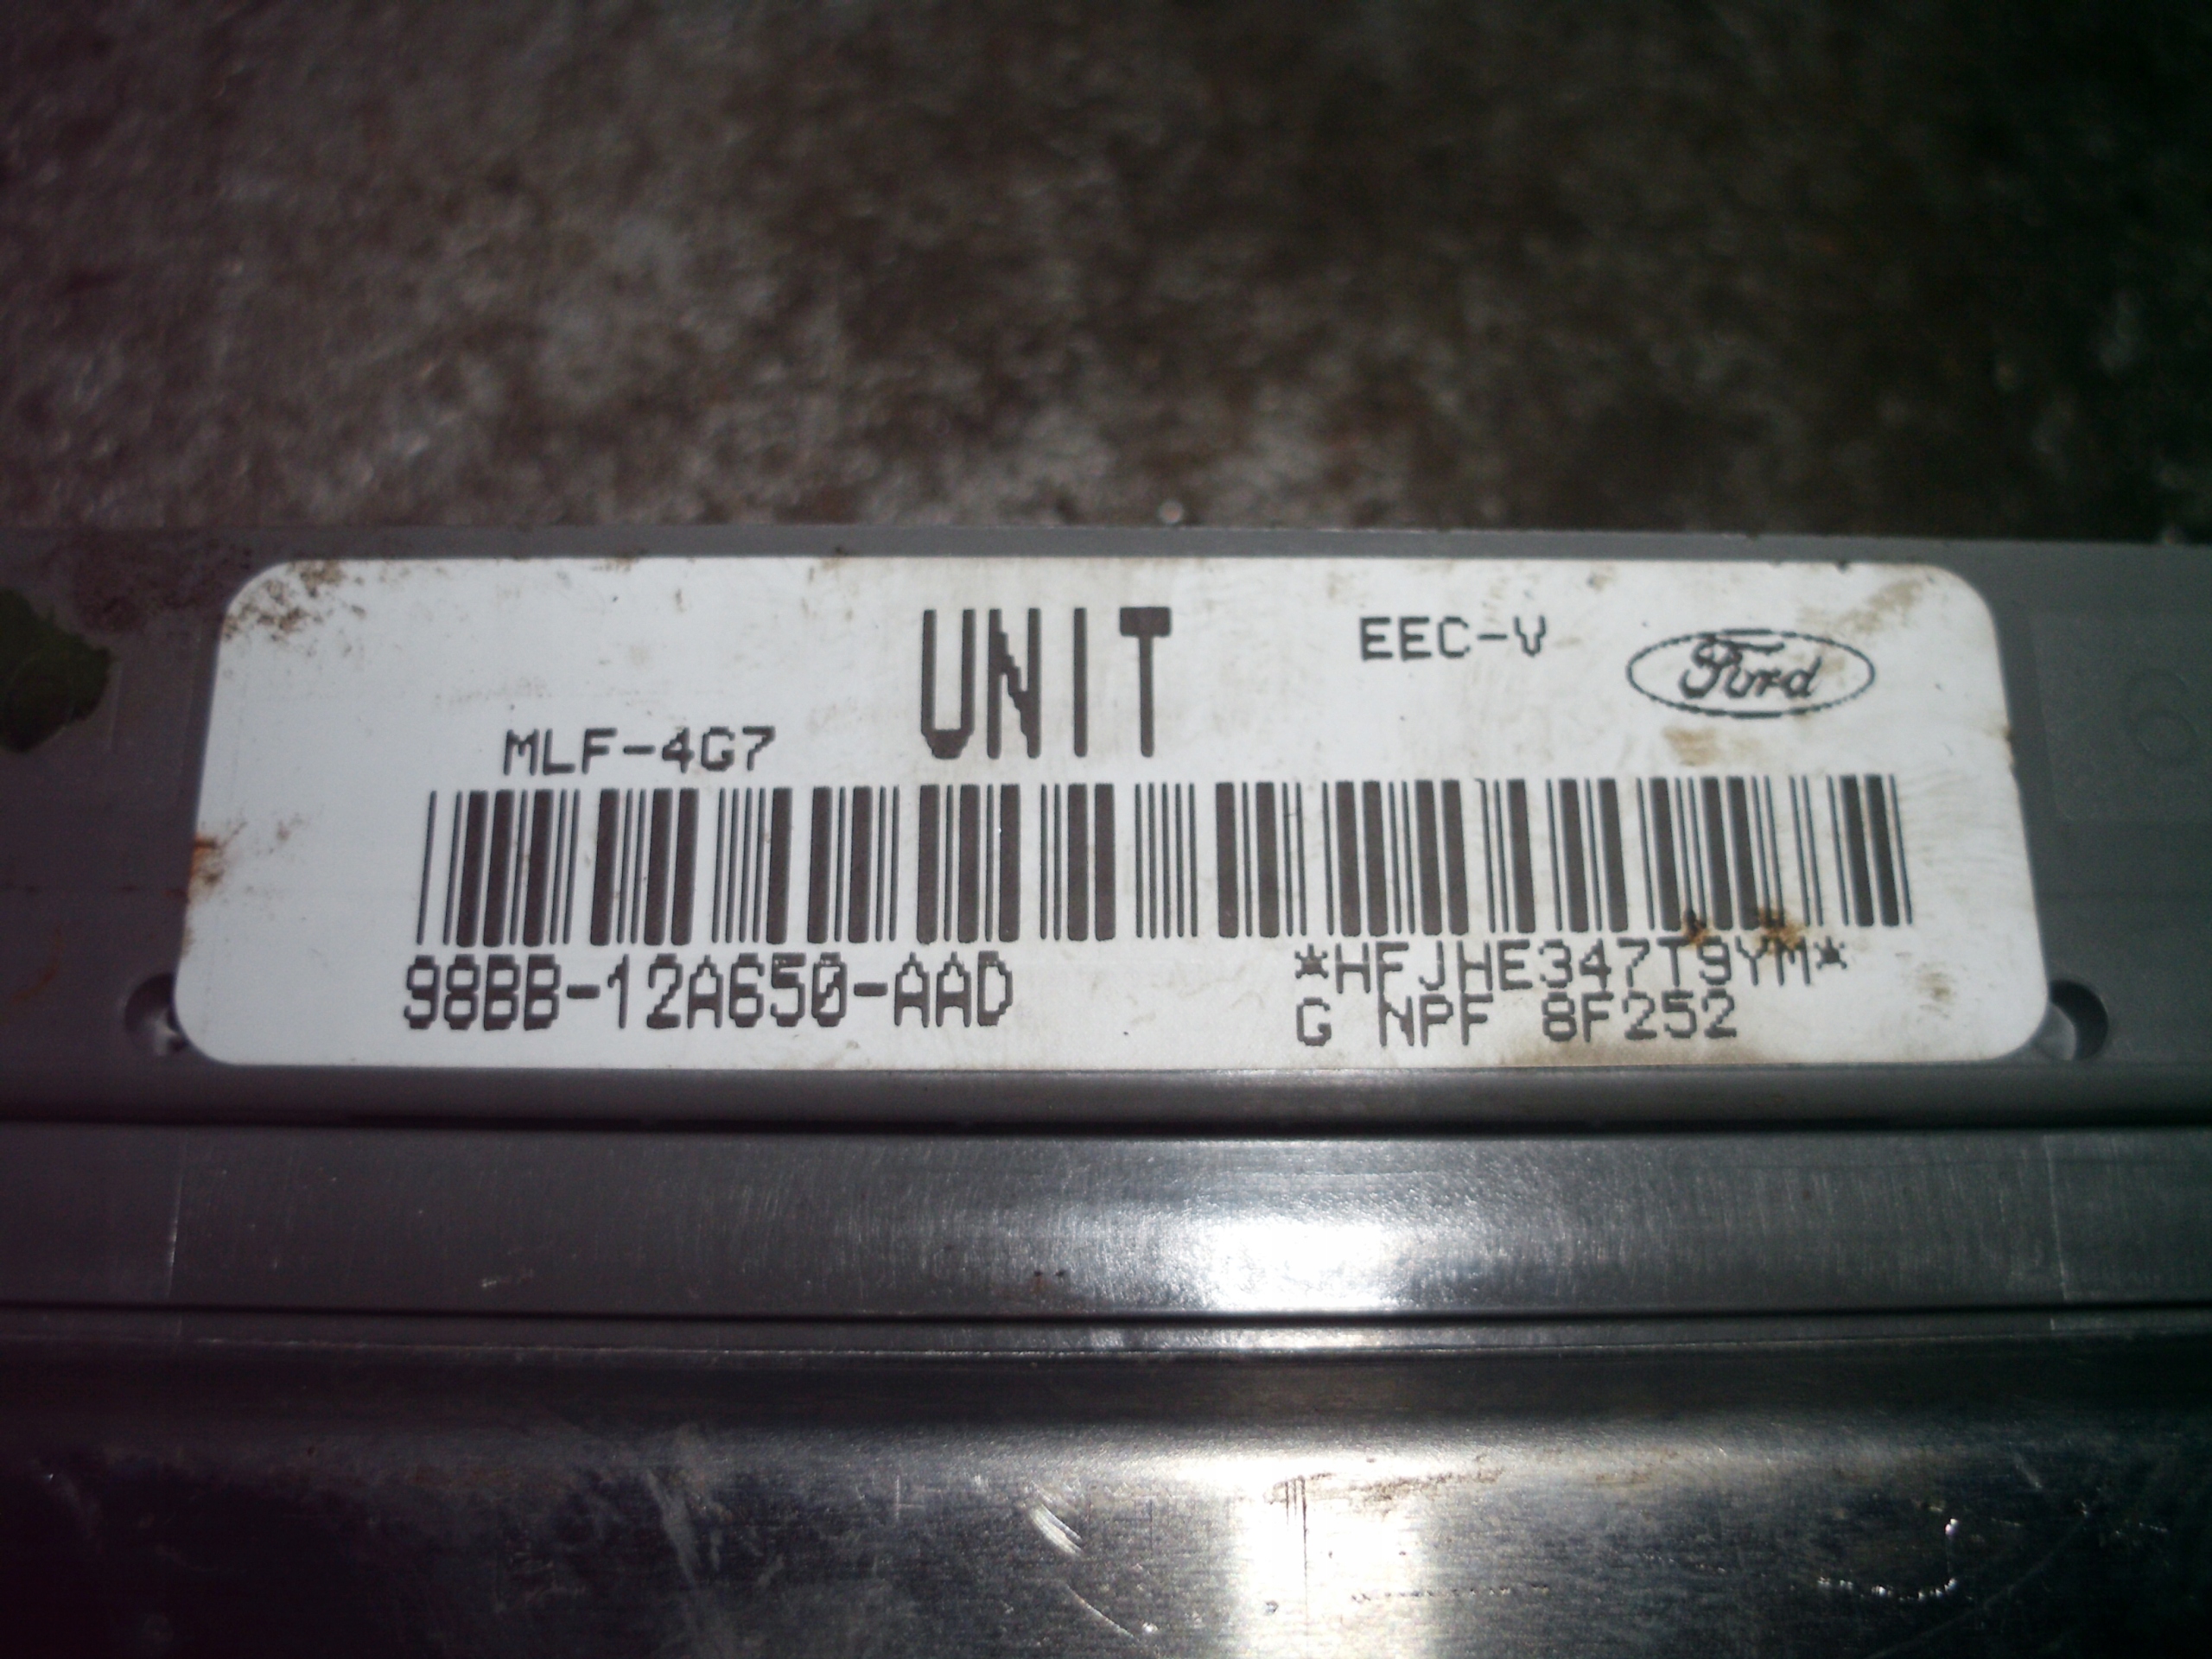 UNIT
EEC-V
Ford
MLF-4G7
98BB-12A650-AAD
*HFJHE347T9YM*
G NPF 8F252